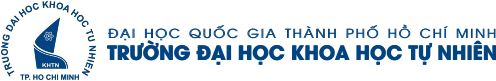 TRƯỜNG ĐẠI HỌC KHOA HỌC TỰ NHIÊN
KHTN
TP. HO CHI MINH
ĐẠI HỌC QUỐC GIA THÀNH PHỐ HỒ CHÍ MINH
TRƯỜNG ĐẠI HỌC KHOA HỌC TỰ NHIÊN